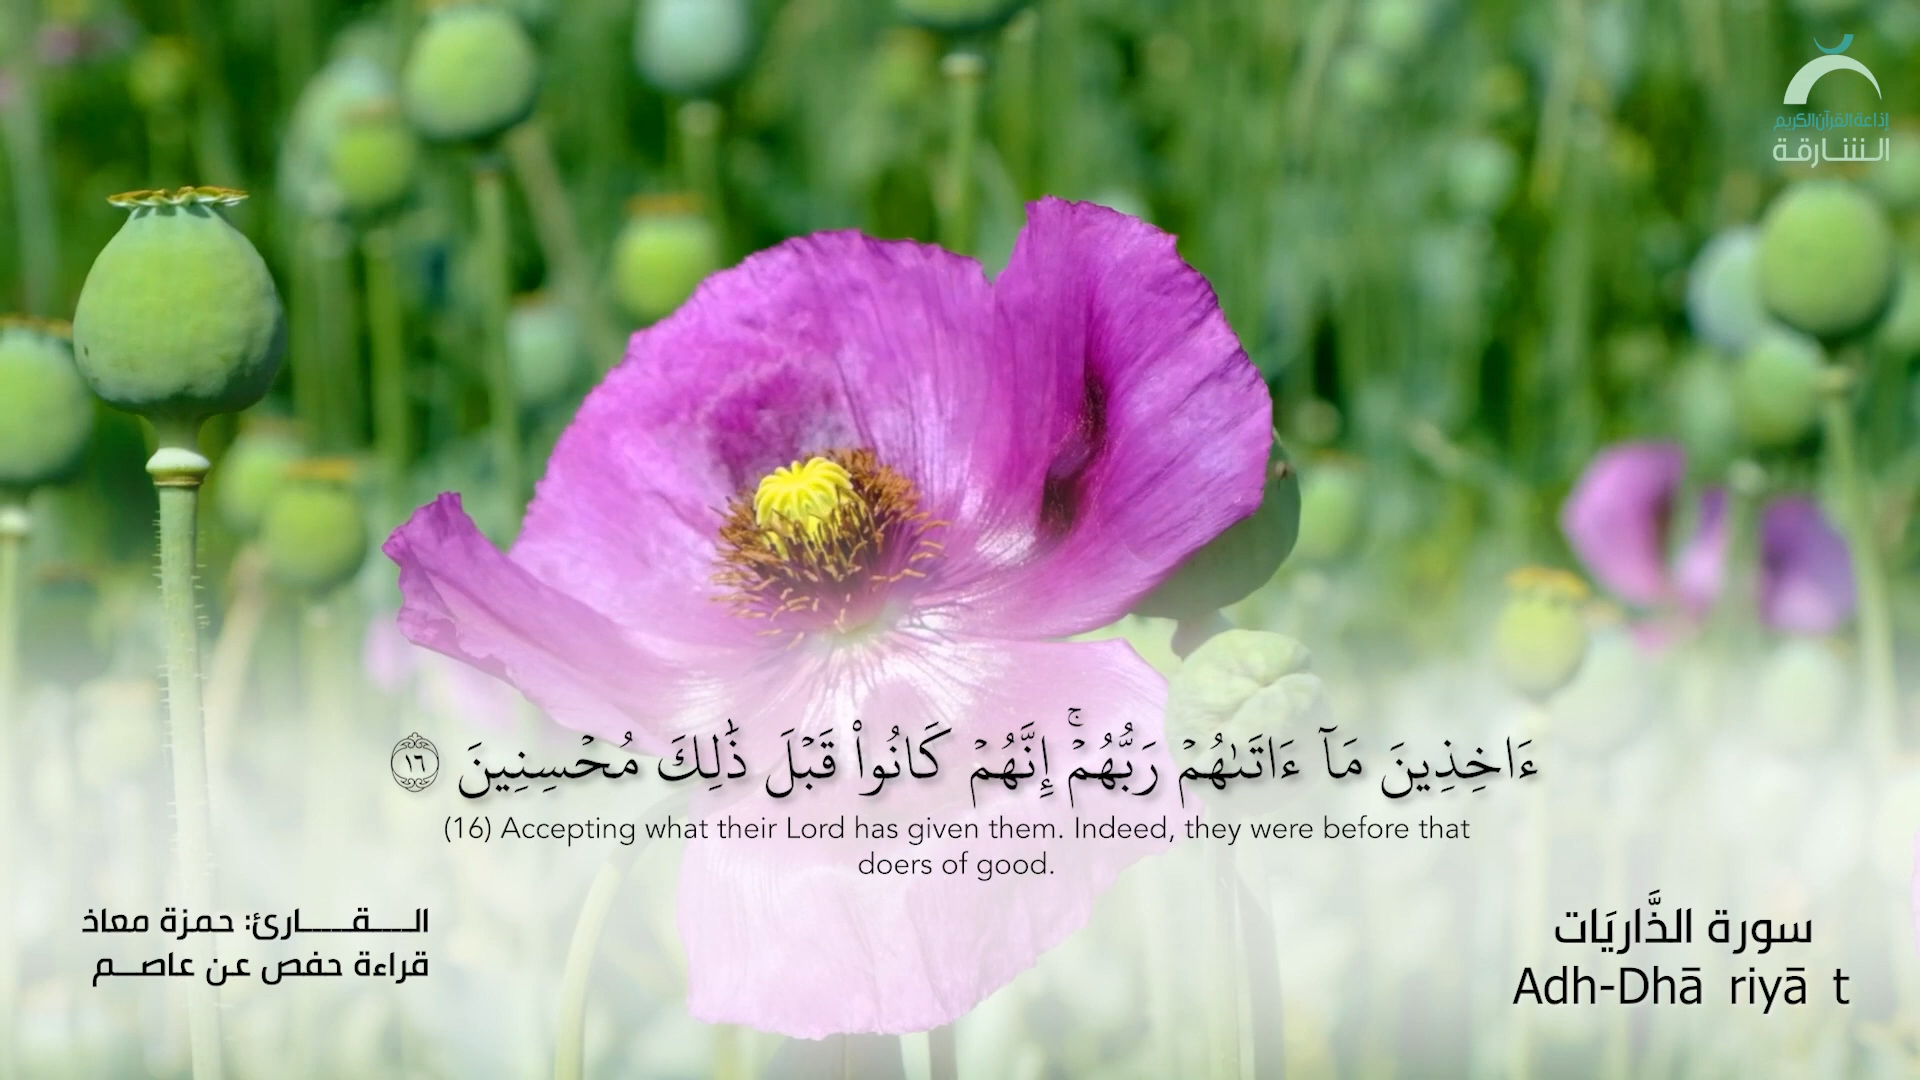 إذاعة القرآن الكريم
الشارقة
ءَاخِذِينَ مَآ ءَاتَىٰهُمۡ رَبُّهُمۡۚ إِنَّهُمۡ كَانُواْ قَبۡلَ ذَٰلِكَ مُحۡسِنِينَ ١٦
(16) Accepting what their Lord has given them. Indeed, they were before that
doers of good.
سورة الذَّاريَات
Adh-Dhā riyā t
الـــقـــــارئ: حمزة معاذ
قراءة حفص عن عاصـــم